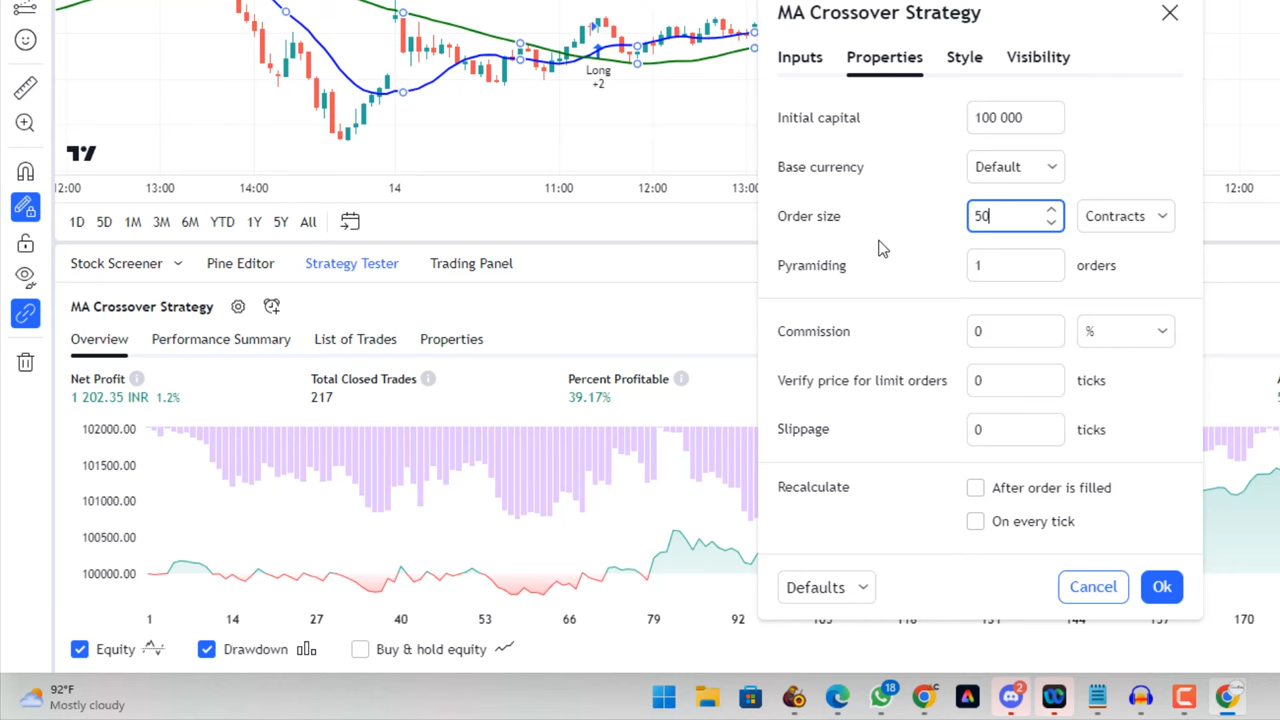 MA Crossover Strategy
Inputs Properties Style Visibility
Initial capital 100 000
Base currency Default
Order size 50 Contracts
Pyramiding 1 orders
Commission 0 %
Verify price for limit orders 0 ticks
Slippage 0 ticks
Recalculate After order is filled
On every tick
Defaults Cancel Ok
Long
+2
12:00 13:00 14:00 14 11:00 12:00 13:00 12:00
1D 5D 1M 3M 6M YTD 1Y 5Y All
Stock Screener Pine Editor Strategy Tester Trading Panel
MA Crossover Strategy
Overview Performance Summary List of Trades Properties
Net Profit Total Closed Trades Percent Profitable
1 202.35 INR 1.2% 217 39.17%
102000.00
101500.00
101000.00
100500.00
100000.00
1 14 27 40 53 66 79 92 170
Equity Drawdown Buy & hold equity
92°F
Mostly cloudy
18
2